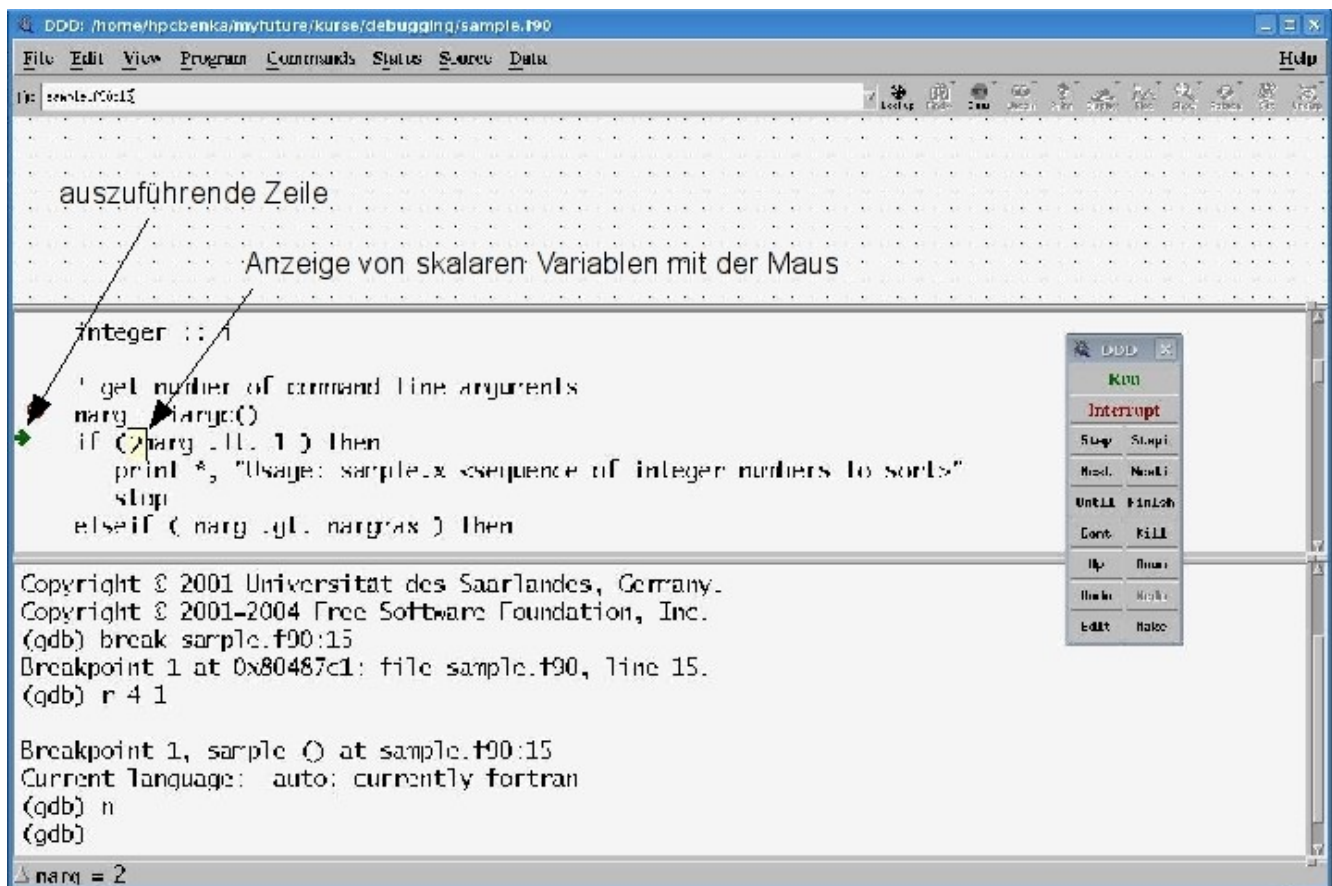 DDD: /home/hpcbenka/myfuture/kurse/debugging/sample.f90
File Edit View Program Commands Status Source Data Help
sample.f90:15
Lookup
auszuführende Zeile
Anzeige von skalaren Variablen mit der Maus
integer :: i
! get number of command line arguments
narg = iargc()
if ( narg .lt. 1 ) then
2
print *, "Usage: sample.x <sequence of integer numbers to sort>"
stop
elseif ( narg .gt. nargmax ) then
DDD
Run
Interrupt
Step Stepi
Next Nexti
Until Finish
Cont Kill
Up Down
Undo Redo
Edit Make
Copyright © 2001 Universität des Saarlandes, Germany.
Copyright © 2001-2004 Free Software Foundation, Inc.
(gdb) break sample.f90:15
Breakpoint 1 at 0x80487c1: file sample.f90, line 15.
(gdb) r 4 1
Breakpoint 1, sample () at sample.f90:15
Current language: auto; currently fortran
(gdb) n
(gdb)
narg = 2